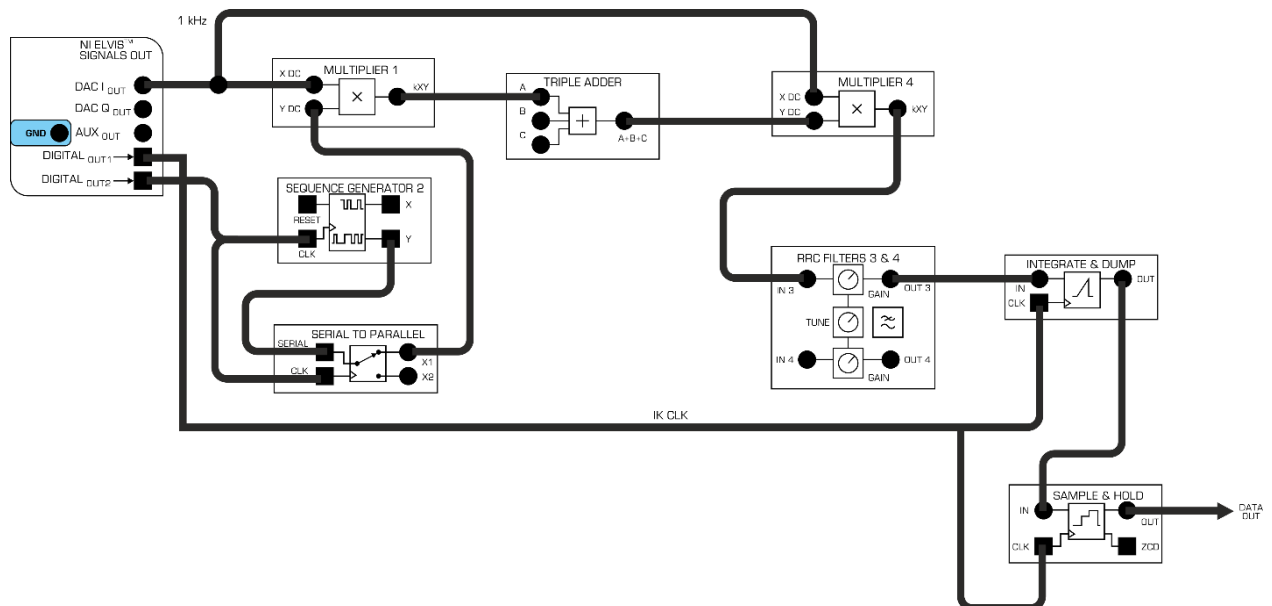 1 kHz
NI ELVIS™
SIGNALS OUT
DAC I OUT
DAC Q OUT
GND
AUX OUT
DIGITAL OUT1
DIGITAL OUT2
MULTIPLIER 1
X DC
Y DC
×
kXY
TRIPLE ADDER
A
B
C
+
A+B+C
MULTIPLIER 4
X DC
Y DC
×
kXY
SEQUENCE GENERATOR 2
RESET
CLK
X
Y
SERIAL TO PARALLEL
SERIAL
CLK
X1
X2
RRC FILTERS 3 & 4
IN 3
GAIN
OUT 3
TUNE
IN 4
GAIN
OUT 4
INTEGRATE & DUMP
IN
CLK
OUT
IK CLK
SAMPLE & HOLD
IN
CLK
OUT
ZCD
DATA
OUT